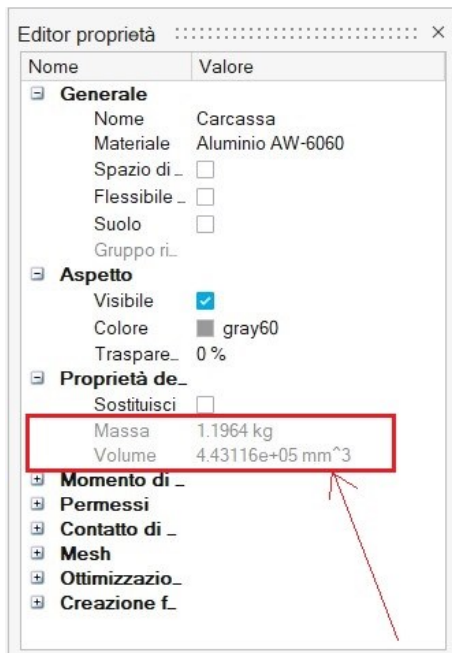 Editor proprietà
Nome Valore
Generale
Nome Carcassa
Materiale Aluminio AW-6060
Spazio di _
Flessibile _
Suolo
Gruppo ri_
Aspetto
Visibile
Colore gray60
Traspare_ 0 %
Proprietà de_
Sostituisci
Massa 1.1964 kg
Volume 4.43116e+05 mm^3
Momento di _
Permessi
Contatto di _
Mesh
Ottimizzazio_
Creazione f_